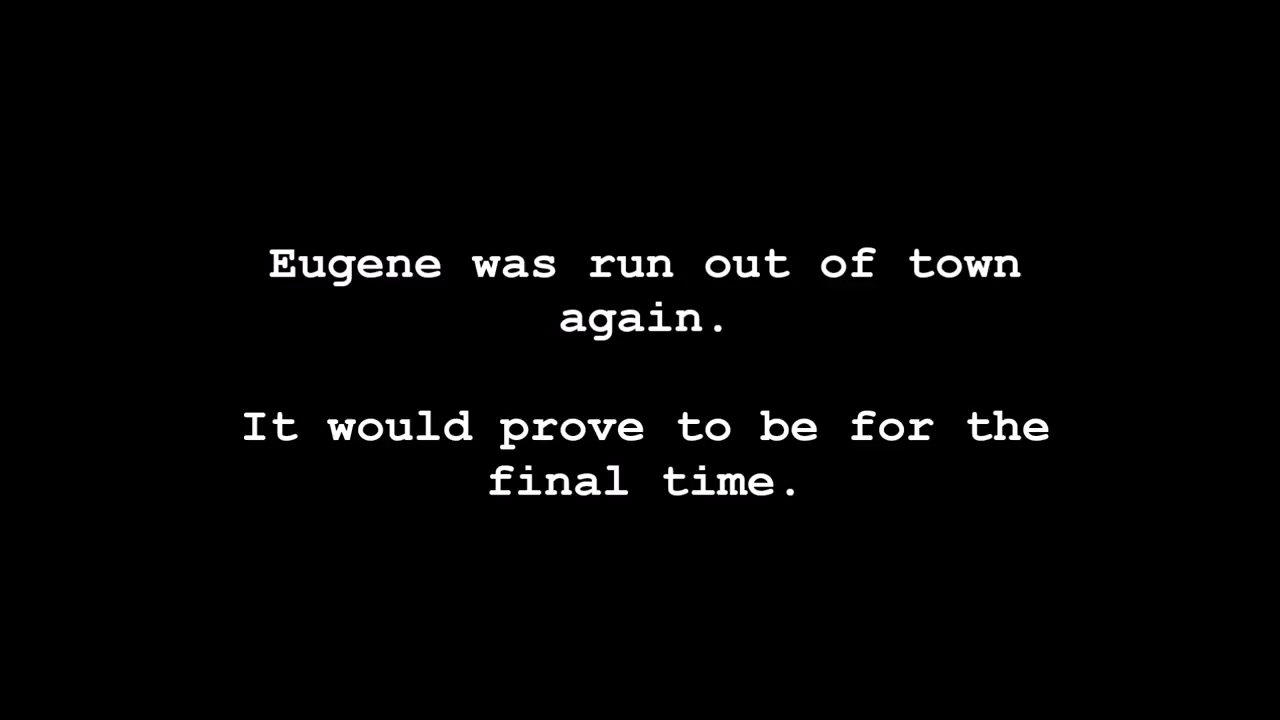 Eugene was run out of town
again.
It would prove to be for the
final time.